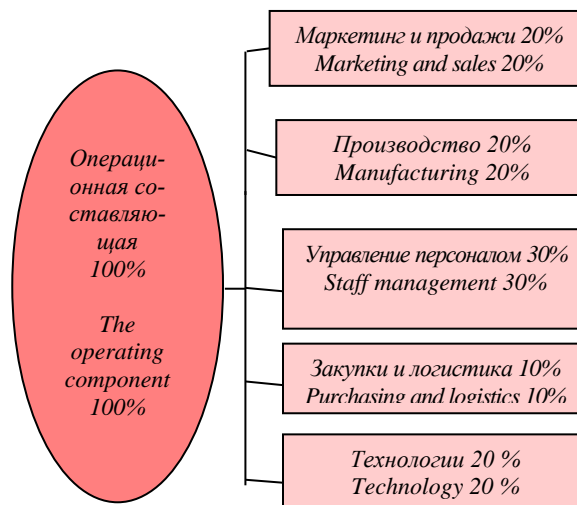 Операци-
онная со-
ставляю-
щая
100%
The
operating
component
100%
Маркетинг и продажи 20%
Marketing and sales 20%
Производство 20%
Manufacturing 20%
Управление персоналом 30%
Staff management 30%
Закупки и логистика 10%
Purchasing and logistics 10%
Технологии 20 %
Technology 20 %